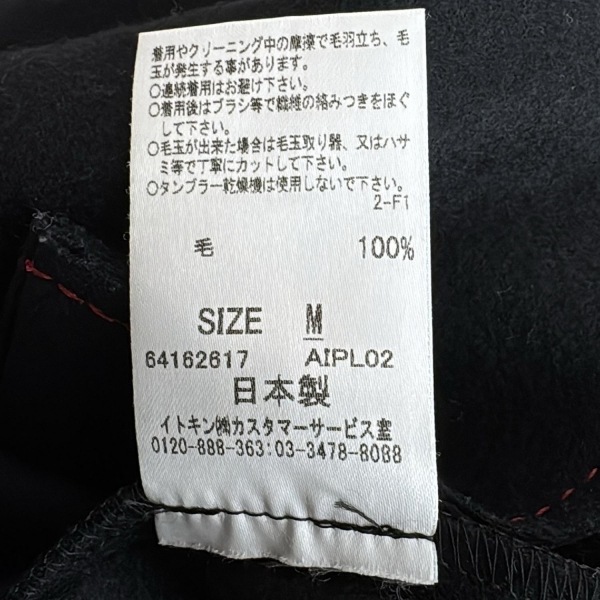 着用やクリーニング中の摩擦で毛羽立ち、毛
玉が発生する事があります。
○連続着用はお避け下さい。
○着用後はブラシ等で繊維の絡みつきをほぐ
して下さい。
○毛玉が出来た場合は毛玉取り器、又はハサ
ミ等で丁寧にカットして下さい。
○タンブラー乾燥機は使用しないで下さい。
2-F1
毛 100%
SIZE M
64162617 AIPL02
日本製
イトキン㈱カスタマーサービス室
0120-888-363:03-3478-8088